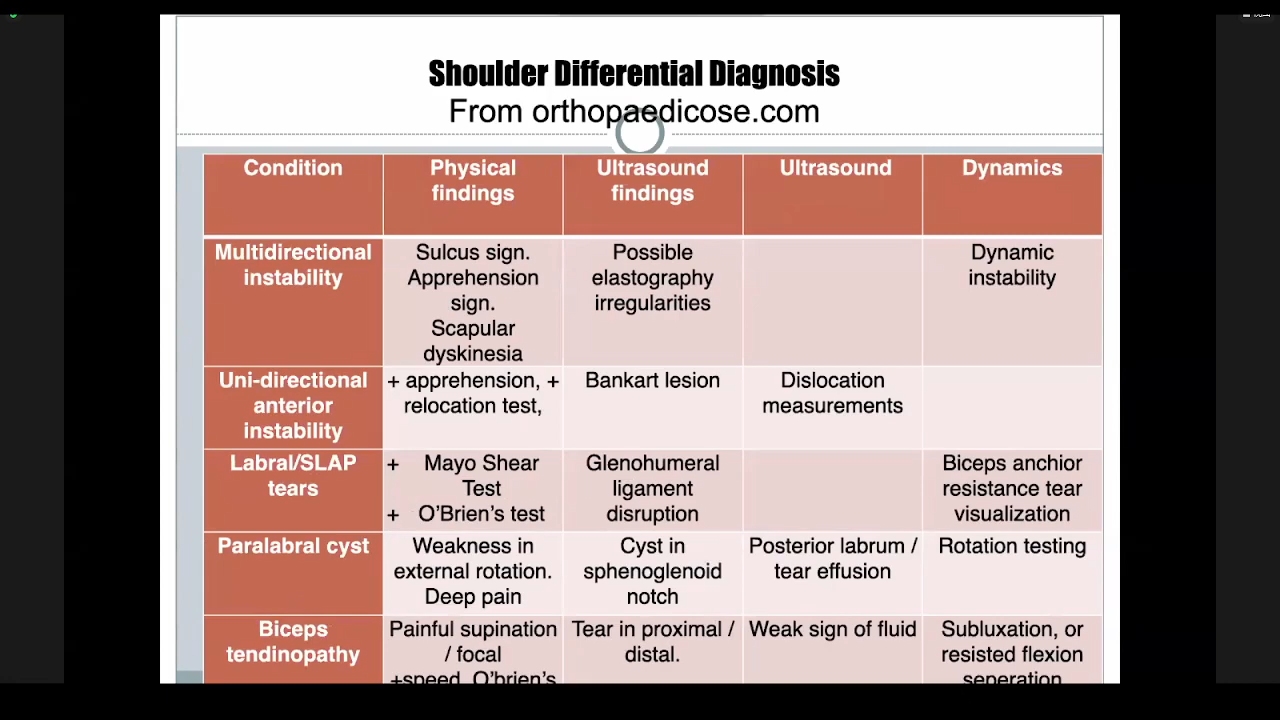 Shoulder Differential Diagnosis
From orthopaedicose.com
Condition
Physical
findings
Ultrasound
findings
Ultrasound
Dynamics
Multidirectional
instability
Sulcus sign.
Apprehension
sign.
Scapular
dyskinesia
Possible
elastography
irregularities
Dynamic
instability
Uni-directional
anterior
instability
+ apprehension, +
relocation test,
Bankart lesion
Dislocation
measurements
Labral/SLAP
tears
+ Mayo Shear
Test
+ O’Brien’s test
Glenohumeral
ligament
disruption
Biceps anchior
resistance tear
visualization
Paralabral cyst
Weakness in
external rotation.
Deep pain
Cyst in
sphenoglenoid
notch
Posterior labrum /
tear effusion
Rotation testing
Biceps
tendinopathy
Painful supination
/ focal
+speed, O’brien’s
Tear in proximal /
distal.
Weak sign of fluid
Subluxation, or
resisted flexion
seperation